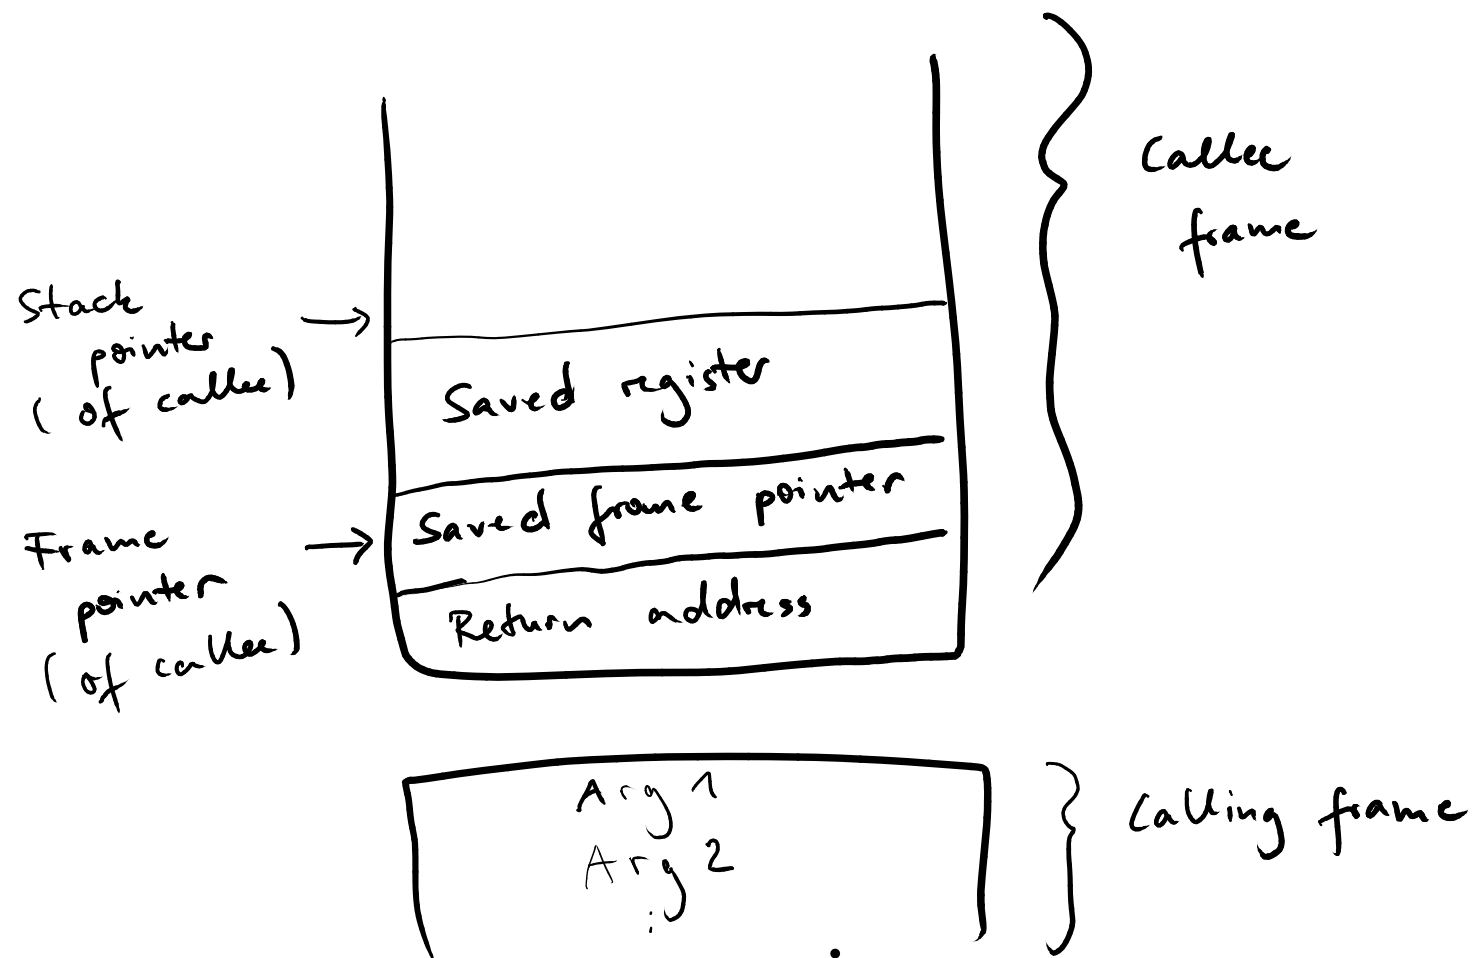 Callee
frame
Stack
pointer
(of callee)
Saved register
Saved frame pointer
Frame
pointer
(of callee)
Return address
Arg 1
Arg 2
:
Calling frame